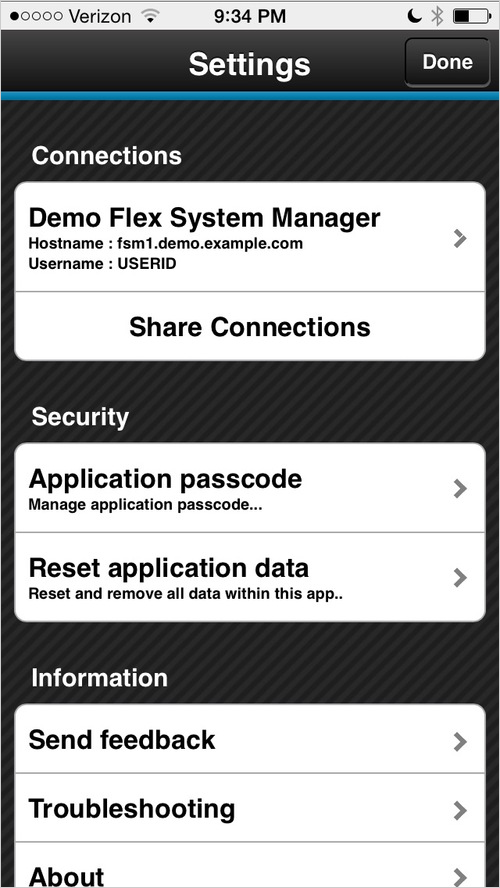 Verizon 9:34 PM
Settings
Done
Connections
Demo Flex System Manager
Hostname : fsm1.demo.example.com
Username : USERID
Share Connections
Security
Application passcode
Manage application passcode...
Reset application data
Reset and remove all data within this app..
Information
Send feedback
Troubleshooting
About